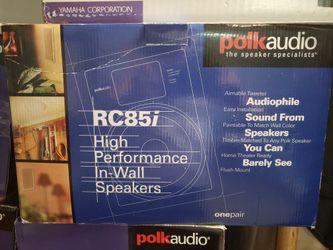 YAMAHA CORPORATION
polkaudio
the speaker specialists®
RC85i
High
Performance
In-Wall
Speakers
Aimable Tweeter
Audiophile
Easy Installation
Sound From
Paintable To Match Wall Color
Speakers
Timbre-Matched To Any Polk Speaker
You Can
Home Theater Ready
Barely See
Flush Mount
onepair
polkaudio®